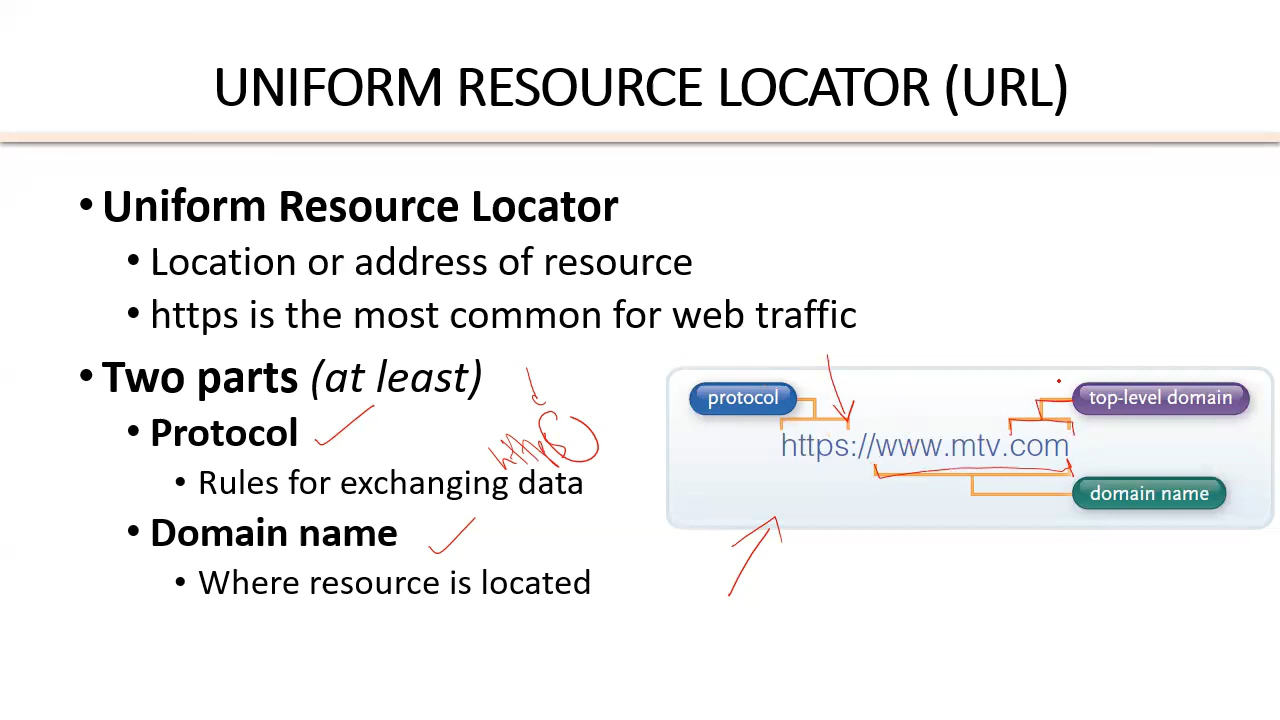 UNIFORM RESOURCE LOCATOR (URL)
• Uniform Resource Locator
• Location or address of resource
• https is the most common for web traffic
• Two parts (at least)
• Protocol
https
• Rules for exchanging data
• Domain name
• Where resource is located
protocol
top-level domain
https://www.mtv.com
domain name